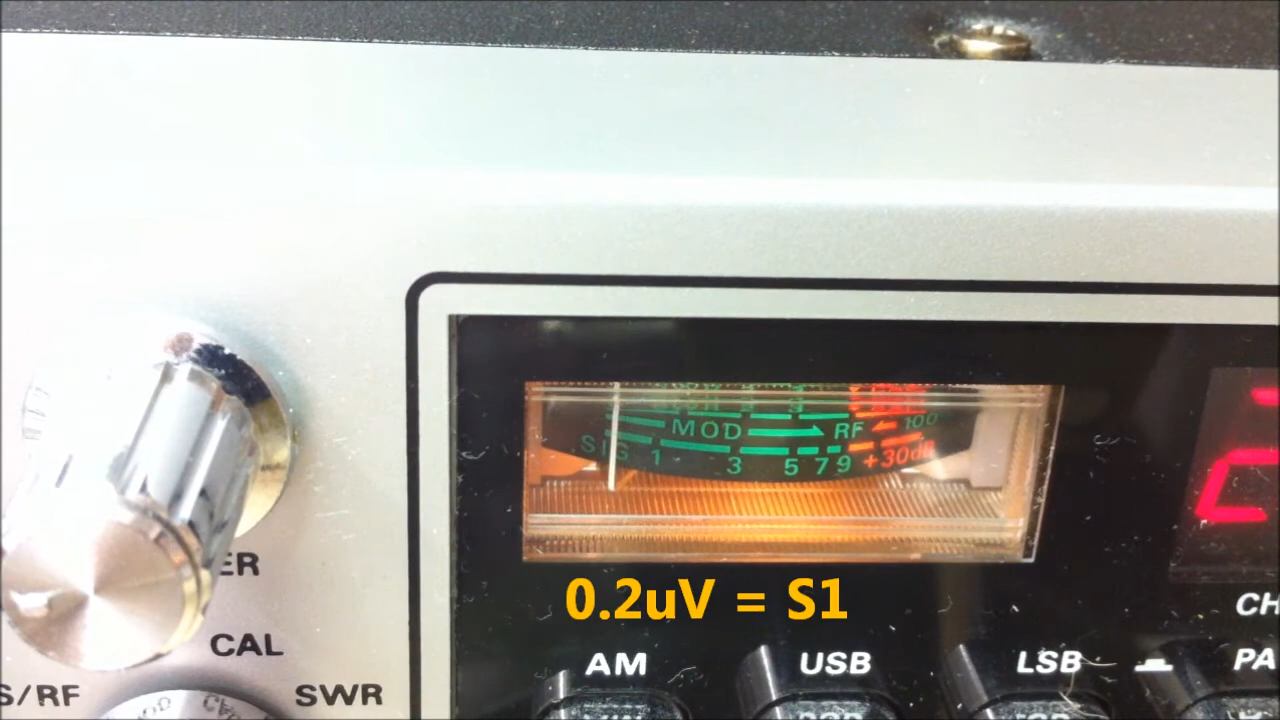 MOD RF 100
SIG 1 3 5 7 9 +30dB
0.2uV = S1
ER
CAL
S/RF
SWR
CH
AM USB LSB PA